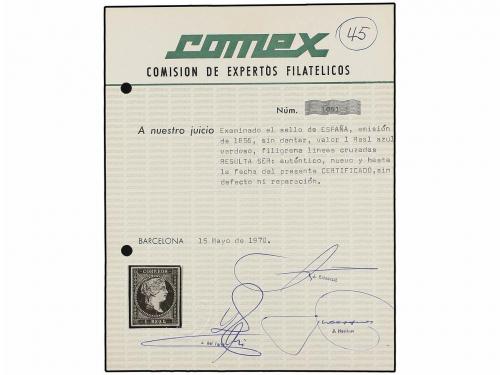 comex
45
COMISION DE EXPERTOS FILATELICOS
Núm.
A nuestro juicio Examinado el sello de ESPAÑA, emisión
de 1856, sin dentar, valor 1 Real azul
verdoso, filigrana lineas cruzadas
RESULTA SER: auténtico, nuevo y hasta
la fecha del presente CERTIFICADO, sin
defecto ni reparación.
BARCELONA 15 Mayo de 1970.
CORREOS
1 REAL